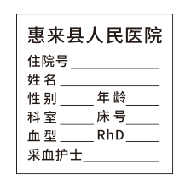 惠来县人民医院
住院号
姓名
性别 年龄
科室 床号
血型 RhD
采血护士